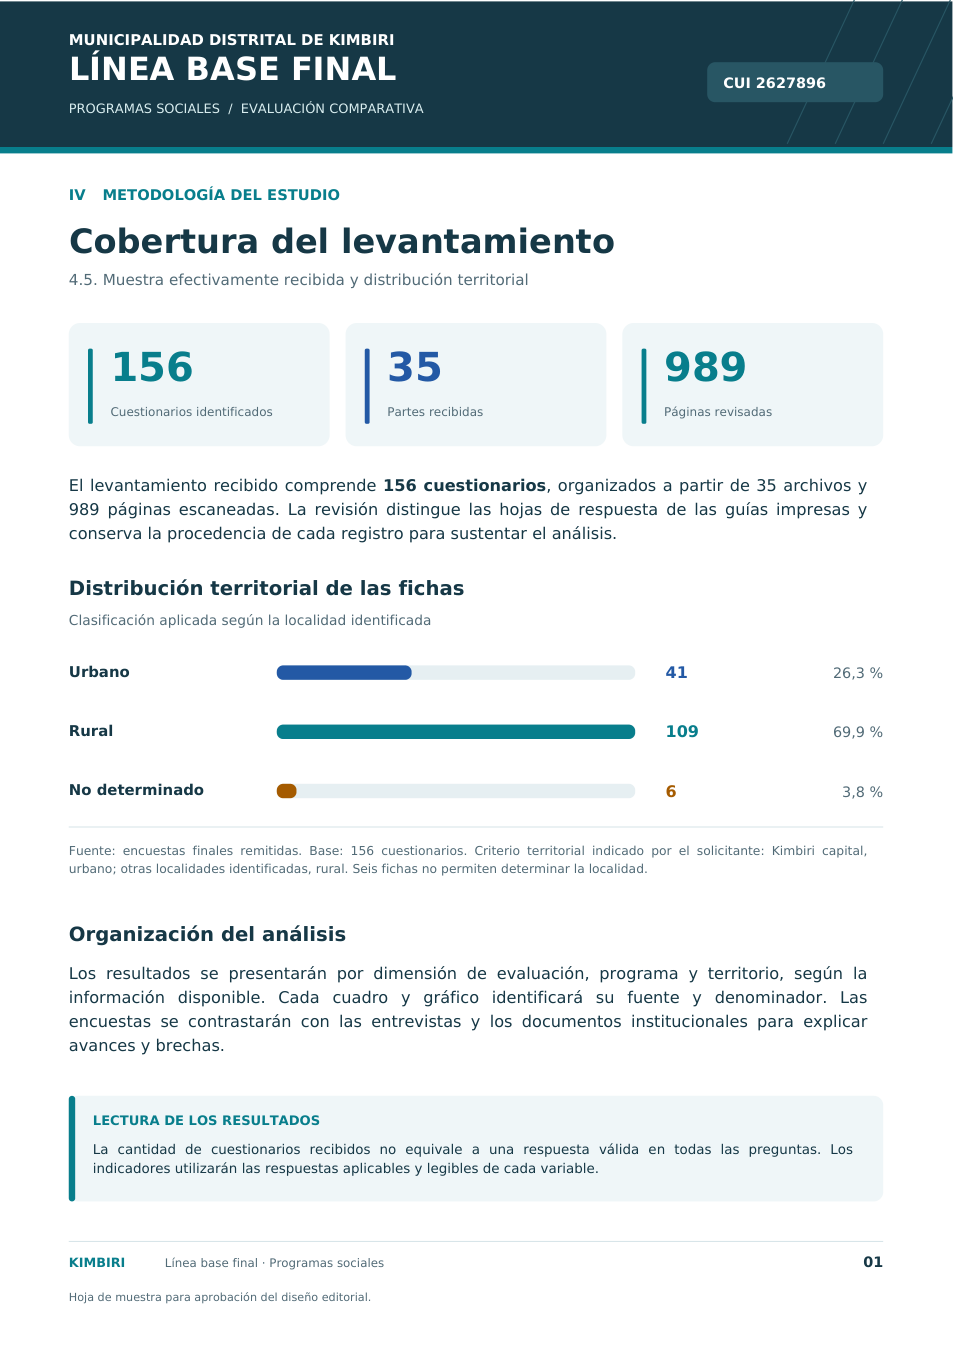 MUNICIPALIDAD DISTRITAL DE KIMBIRI
LÍNEA BASE FINAL
PROGRAMAS SOCIALES / EVALUACIÓN COMPARATIVA
CUI 2627896
IV METODOLOGÍA DEL ESTUDIO
Cobertura del levantamiento
4.5. Muestra efectivamente recibida y distribución territorial
156
Cuestionarios identificados
35
Partes recibidas
989
Páginas revisadas
El levantamiento recibido comprende 156 cuestionarios, organizados a partir de 35 archivos y
989 páginas escaneadas. La revisión distingue las hojas de respuesta de las guías impresas y
conserva la procedencia de cada registro para sustentar el análisis.
Distribución territorial de las fichas
Clasificación aplicada según la localidad identificada
Urbano 41 26,3 %
Rural 109 69,9 %
No determinado 6 3,8 %
Fuente: encuestas finales remitidas. Base: 156 cuestionarios. Criterio territorial indicado por el solicitante: Kimbiri capital,
urbano; otras localidades identificadas, rural. Seis fichas no permiten determinar la localidad.
Organización del análisis
Los resultados se presentarán por dimensión de evaluación, programa y territorio, según la
información disponible. Cada cuadro y gráfico identificará su fuente y denominador. Las
encuestas se contrastarán con las entrevistas y los documentos institucionales para explicar
avances y brechas.
LECTURA DE LOS RESULTADOS
La cantidad de cuestionarios recibidos no equivale a una respuesta válida en todas las preguntas. Los
indicadores utilizarán las respuestas aplicables y legibles de cada variable.
KIMBIRI Línea base final · Programas sociales 01
Hoja de muestra para aprobación del diseño editorial.